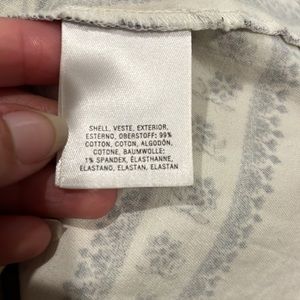 SHELL, VESTE, EXTERIOR,
ESTERNO, OBERSTOFF: 99%
COTTON, COTON, ALGODÓN,
COTONE, BAUMWOLLE;
1% SPANDEX, ÉLASTHANNE,
ELASTANO, ELASTAN, ELASTAN